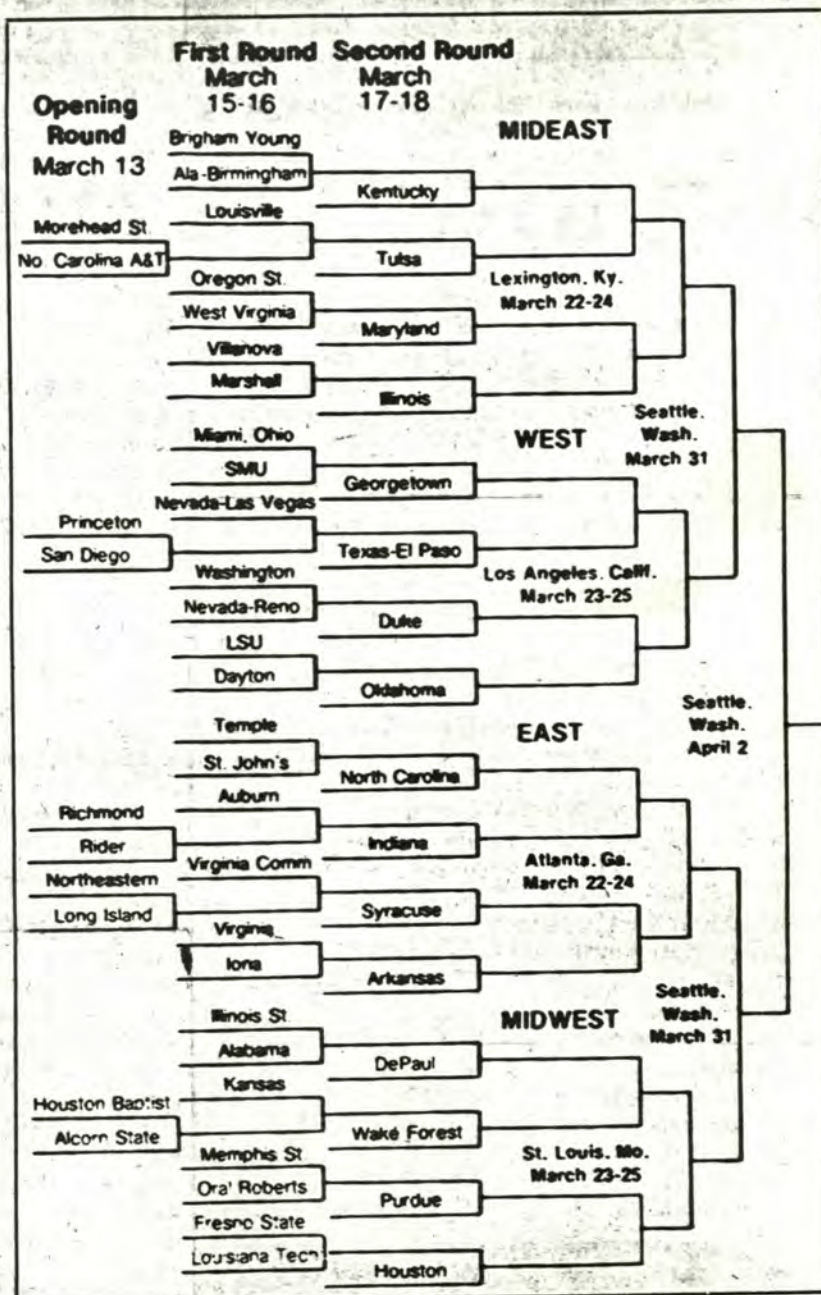 First Round Second Round
March March
15-16 17-18
Opening
Round
March 13
MIDEAST
Brigham Young
Ala-Birmingham
Kentucky
Louisville
Morehead St.
No. Carolina A&T
Tulsa
Lexington, Ky.
March 22-24
Oregon St.
West Virginia
Maryland
Villanova
Marshall
Illinois
Seattle,
Wash.
March 31
WEST
Miami, Ohio
SMU
Georgetown
Nevada-Las Vegas
Princeton
San Diego
Texas-El Paso
Los Angeles, Calif.
March 23-25
Washington
Nevada-Reno
Duke
LSU
Dayton
Oklahoma
Seattle,
Wash.
April 2
EAST
Temple
St. John's
North Carolina
Auburn
Richmond
Rider
Indiana
Atlanta, Ga.
March 22-24
Virginia Comm
Northeastern
Long Island
Syracuse
Virginia
Iona
Arkansas
Seattle,
Wash.
March 31
MIDWEST
Illinois St.
Alabama
DePaul
Kansas
Houston Baptist
Alcorn State
Wake Forest
St. Louis, Mo.
March 23-25
Memphis St.
Oral Roberts
Purdue
Fresno State
Louisiana Tech
Houston